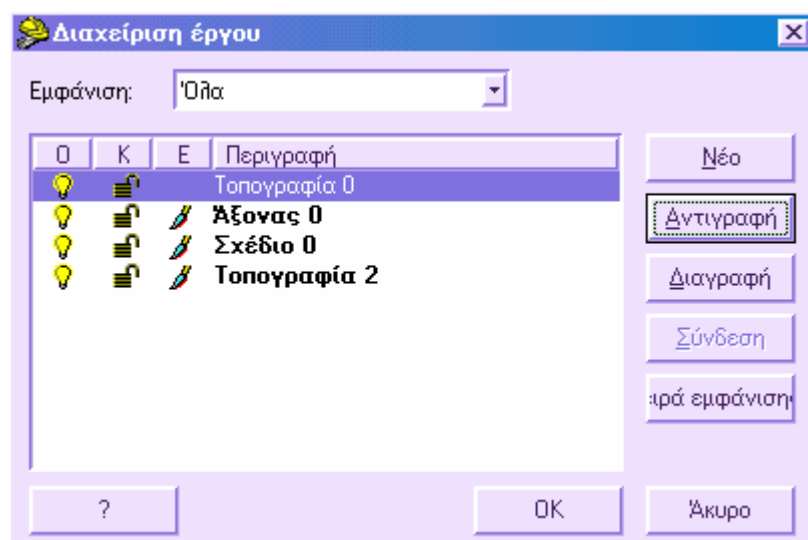 Διαχείριση έργου
Εμφάνιση: Όλα
Ο Κ Ε Περιγραφή
Τοπογραφία 0
Άξονας 0
Σχέδιο 0
Τοπογραφία 2
Νέο
Αντιγραφή
Διαγραφή
Σύνδεση
ιρά εμφάνιση
?
OK
Άκυρο